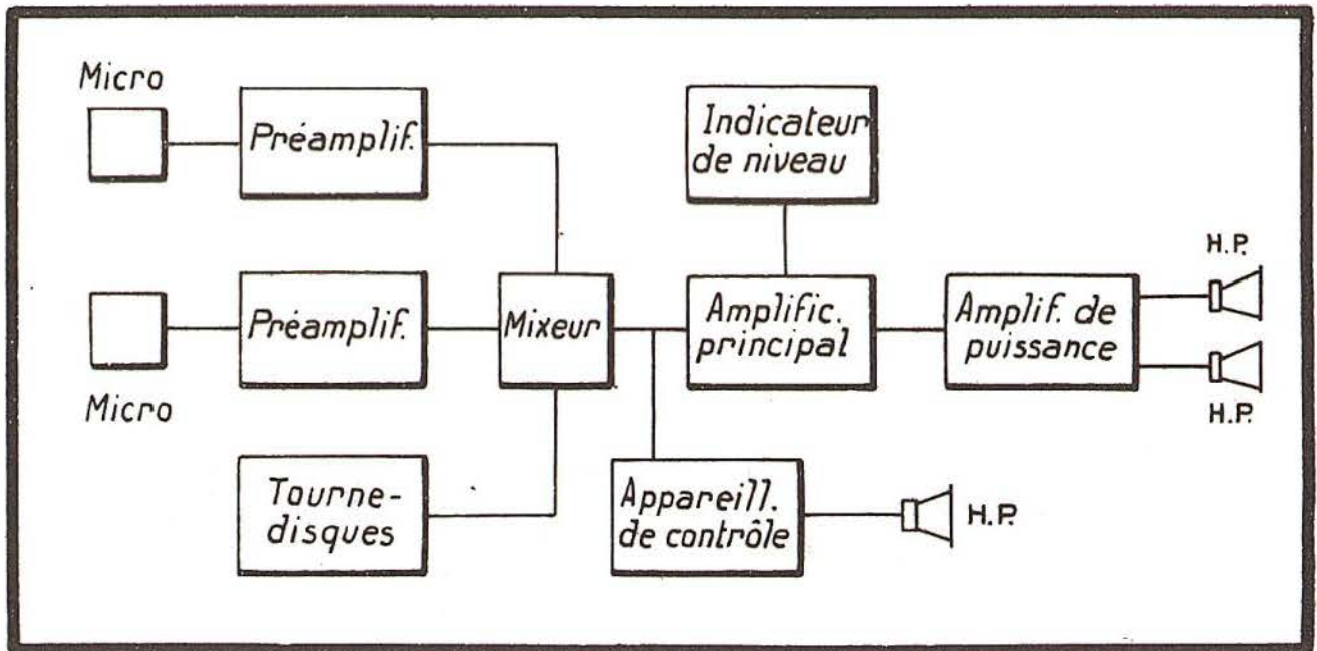 Micro
Préamplif.
Indicateur
de niveau
Micro
Préamplif.
Mixeur
Amplific.
principal
Amplif. de
puissance
H.P.
H.P.
Tourne-
disques
Appareill.
de contrôle
H.P.